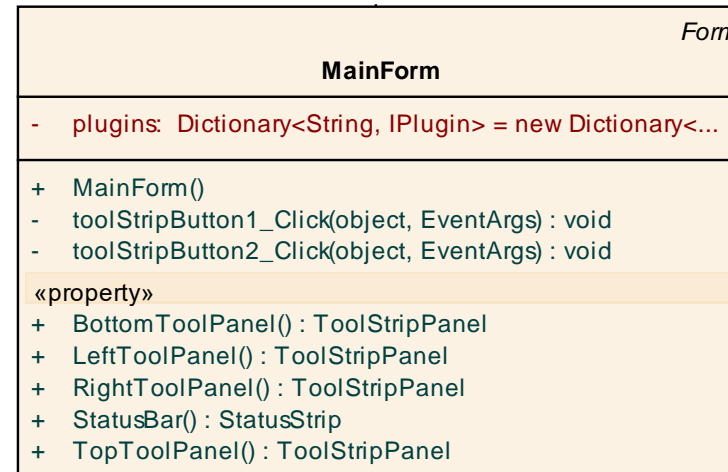 Form
MainForm
- plugins: Dictionary<String, IPlugin> = new Dictionary<...
+ MainForm()
- toolStripButton1_Click(object, EventArgs) : void
- toolStripButton2_Click(object, EventArgs) : void
«property»
+ BottomToolPanel() : ToolStripPanel
+ LeftToolPanel() : ToolStripPanel
+ RightToolPanel() : ToolStripPanel
+ StatusBar() : StatusStrip
+ TopToolPanel() : ToolStripPanel